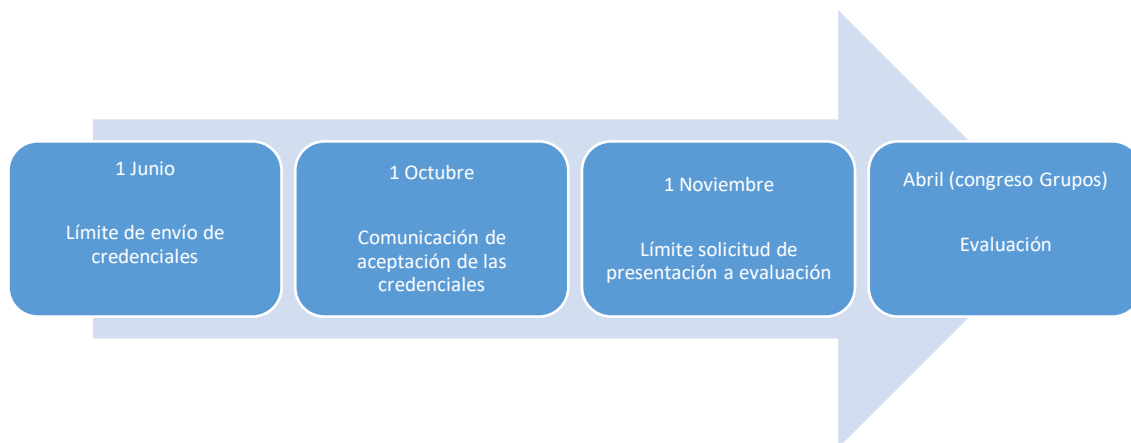 1 Junio
Límite de envío de
credenciales
1 Octubre
Comunicación de
aceptación de las
credenciales
1 Noviembre
Límite solicitud de
presentación a evaluación
Abril (congreso Grupos)
Evaluación